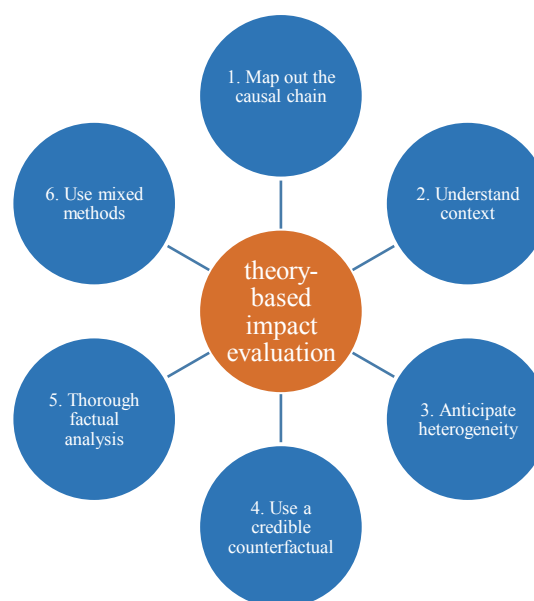 1. Map out the
causal chain
2. Understand
context
3. Anticipate
heterogeneity
4. Use a
credible
counterfactual
5. Thorough
factual
analysis
6. Use mixed
methods
theory-
based
impact
evaluation